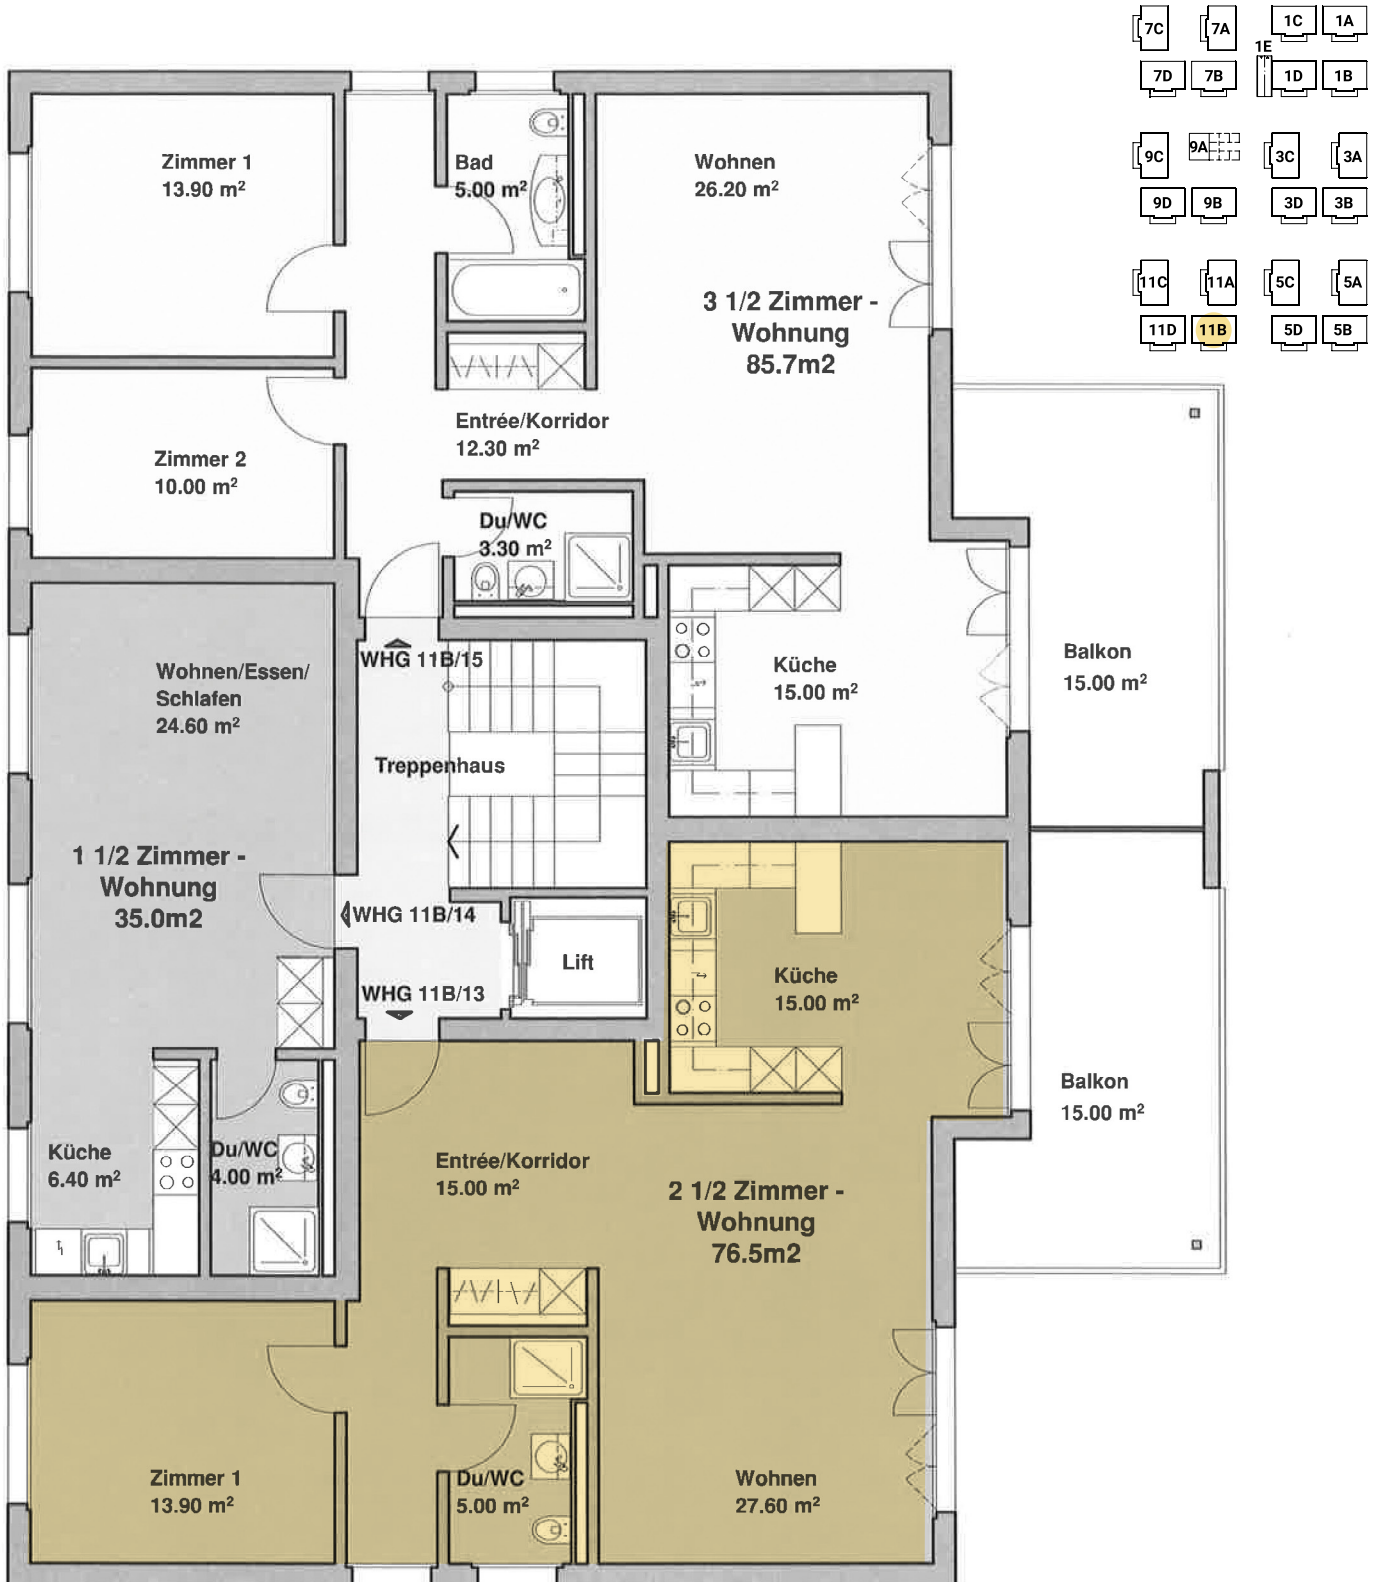 7C
7A
1C
1A
1E
7D
7B
1D
1B
9C
9A
3C
3A
9D
9B
3D
3B
11C
11A
5C
5A
11D
11B
5D
5B
Zimmer 1
13.90 m²
Bad
5.00 m²
Wohnen
26.20 m²
3 1/2 Zimmer -
Wohnung
85.7m2
Entrée/Korridor
12.30 m²
Zimmer 2
10.00 m²
Du/WC
3.30 m²
Wohnen/Essen/
Schlafen
24.60 m²
WHG 11B/15
Küche
15.00 m²
Balkon
15.00 m²
Treppenhaus
1 1/2 Zimmer -
Wohnung
35.0m2
WHG 11B/14
Lift
WHG 11B/13
Küche
15.00 m²
Balkon
15.00 m²
Küche
6.40 m²
Du/WC
4.00 m²
Entrée/Korridor
15.00 m²
2 1/2 Zimmer -
Wohnung
76.5m2
Zimmer 1
13.90 m²
Du/WC
5.00 m²
Wohnen
27.60 m²